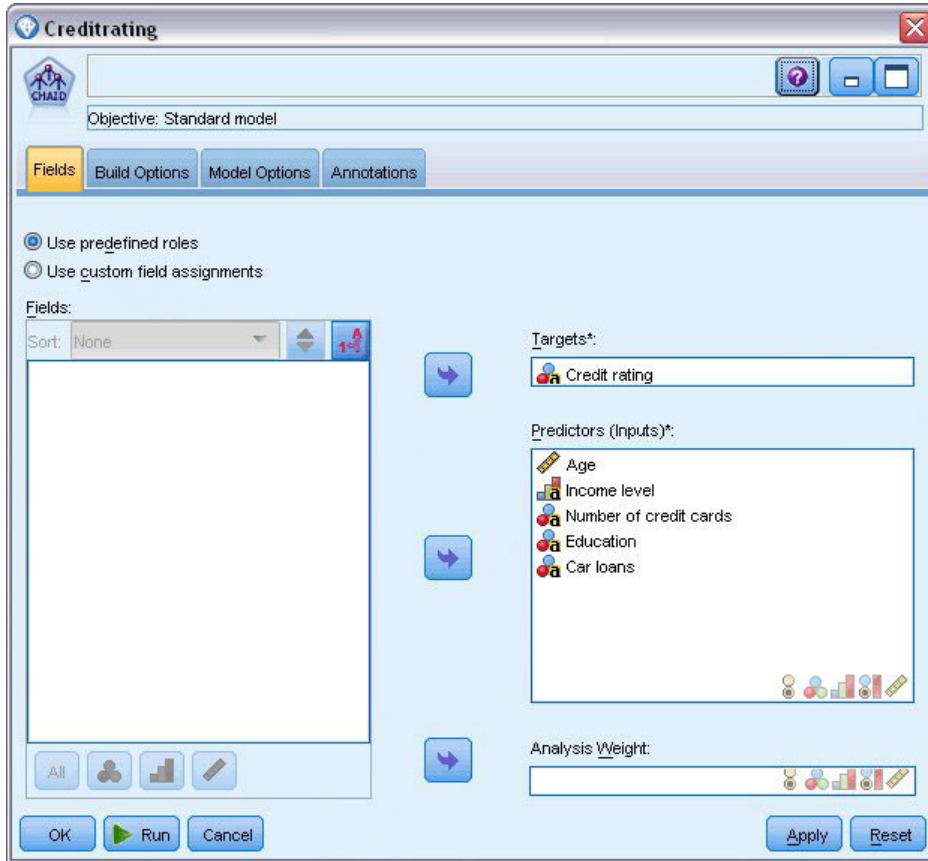 Creditrating
CHAID
Objective: Standard model
Fields Build Options Model Options Annotations
Use predefined roles
Use custom field assignments
Fields:
Sort: None
Targets*:
Credit rating
Predictors (Inputs)*:
Age
Income level
Number of credit cards
Education
Car loans
Analysis Weight:
All
OK Run Cancel Apply Reset